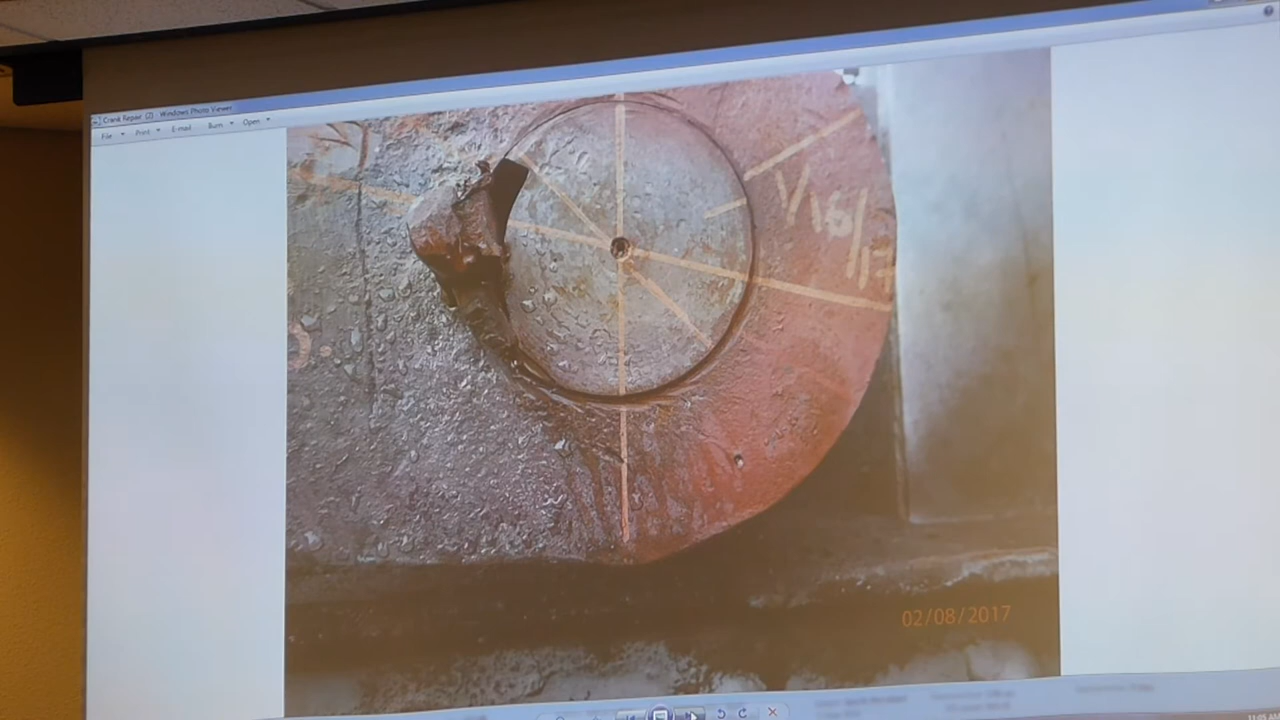 Crank Repair (2) - Windows Photo Viewer
File Print E-mail Burn Open
1/16/17
02/08/2017